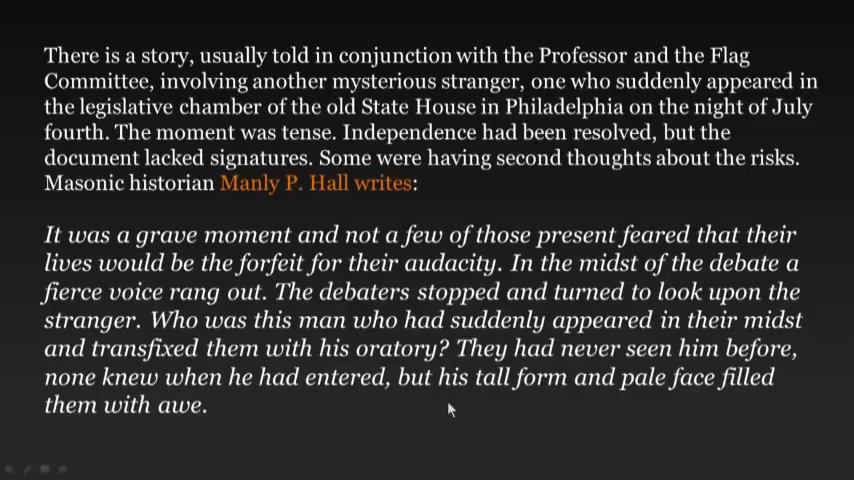 There is a story, usually told in conjunction with the Professor and the Flag
Committee, involving another mysterious stranger, one who suddenly appeared in
the legislative chamber of the old State House in Philadelphia on the night of July
fourth. The moment was tense. Independence had been resolved, but the
document lacked signatures. Some were having second thoughts about the risks.
Masonic historian Manly P. Hall writes:
It was a grave moment and not a few of those present feared that their
lives would be the forfeit for their audacity. In the midst of the debate a
fierce voice rang out. The debaters stopped and turned to look upon the
stranger. Who was this man who had suddenly appeared in their midst
and transfixed them with his oratory? They had never seen him before,
none knew when he had entered, but his tall form and pale face filled
them with awe.